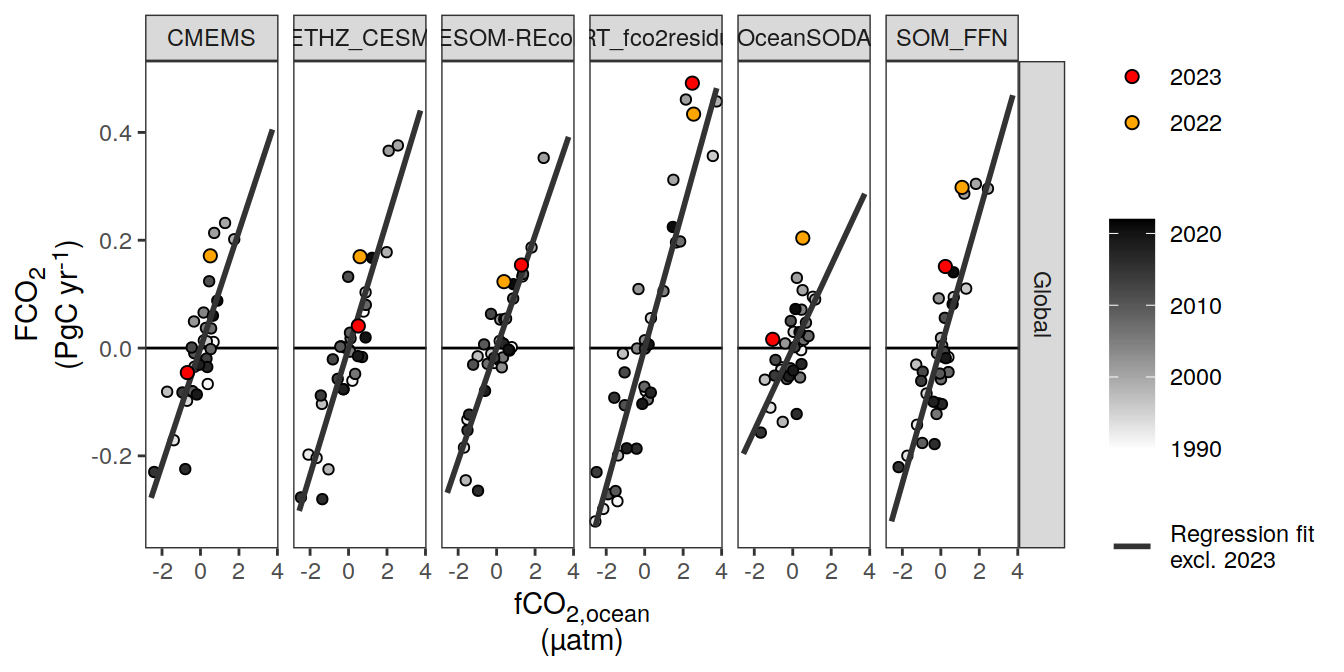 CMEMS
ETHZ_CESM
ESOM-REco
RT_fco2residu
OceanSODA
SOM_FFN
Global
FCO2
(PgC yr-1)
0.4
0.2
0.0
-0.2
-2 0 2 4
-2 0 2 4
-2 0 2 4
-2 0 2 4
-2 0 2 4
-2 0 2 4
fCO2,ocean
(µatm)
2023
2022
2020
2010
2000
1990
Regression fit
excl. 2023